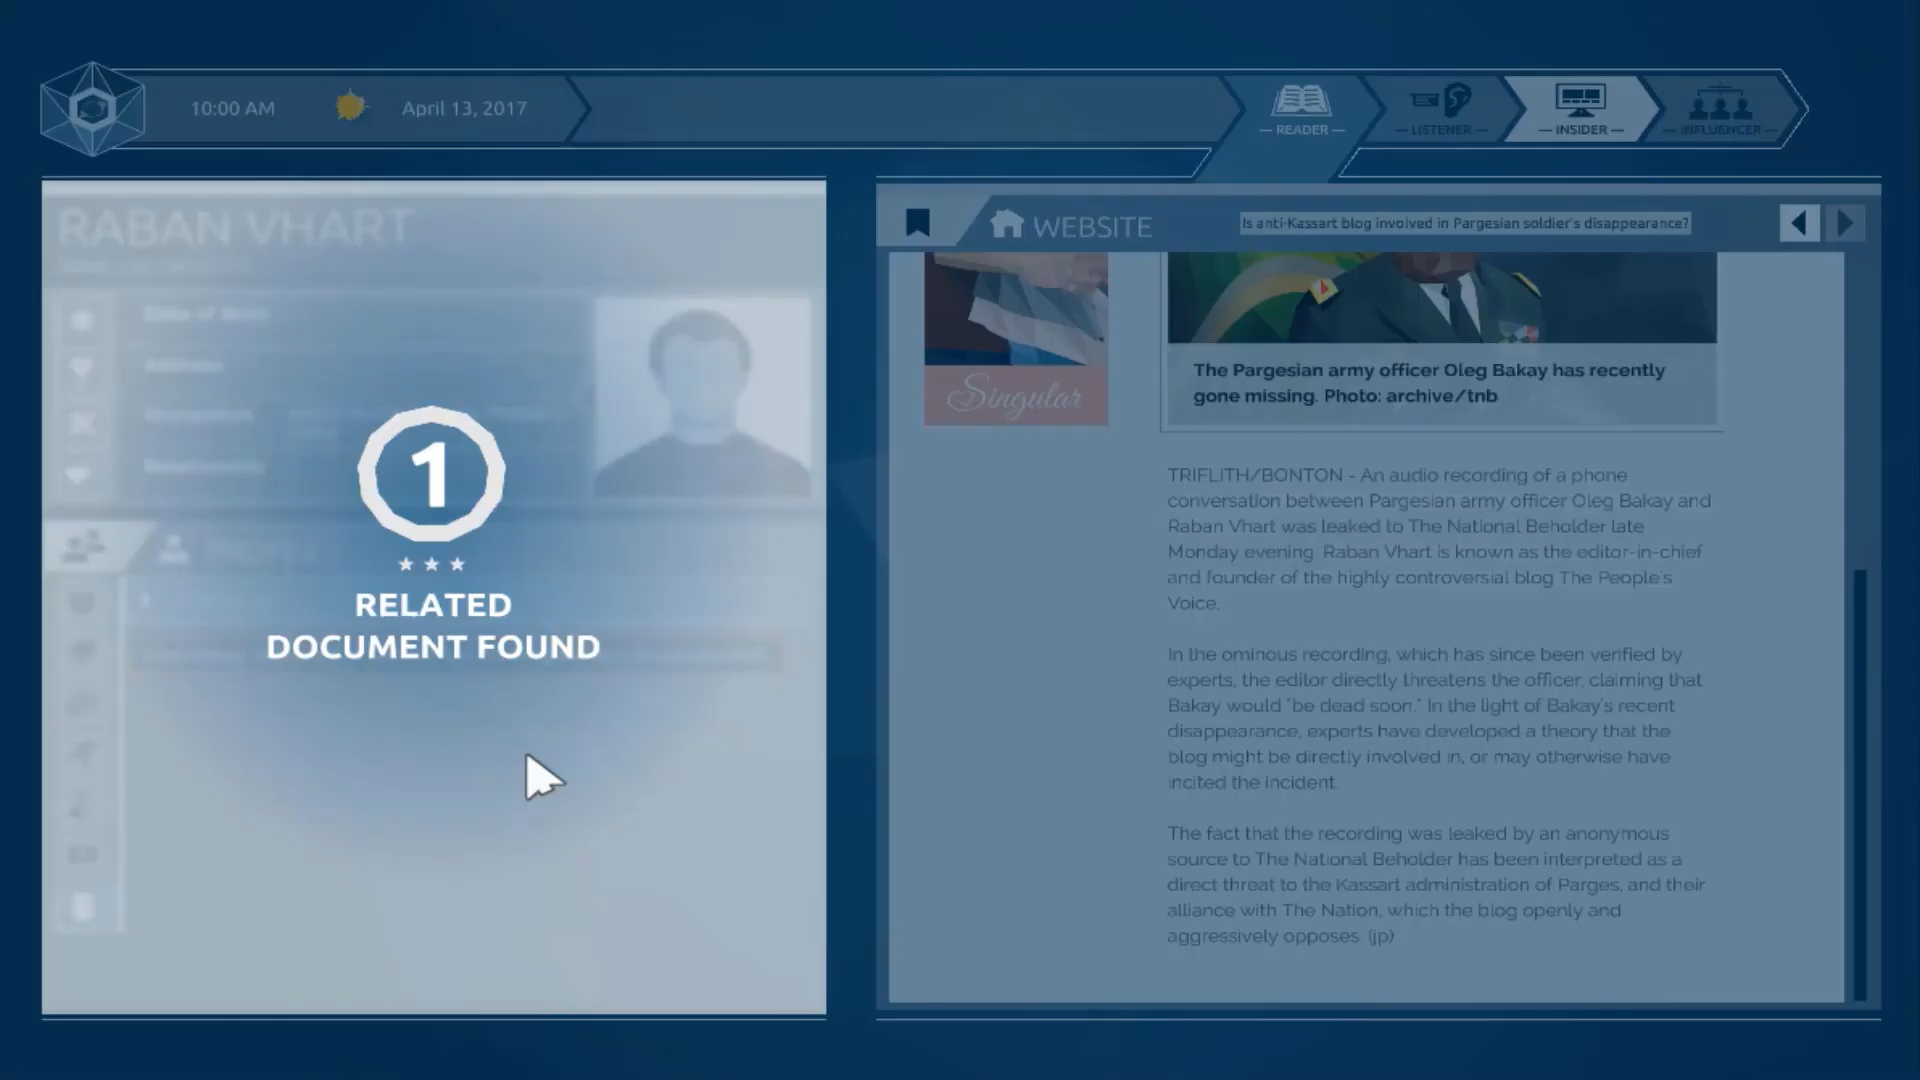 10:00 AM
April 13, 2017
— READER —
— LISTENER —
— INSIDER —
— INFLUENCER —
RABAN VHART
1
RELATED
DOCUMENT FOUND
WEBSITE
Is anti-Kassart blog involved in Pargesian soldier's disappearance?
Singular
The Pargesian army officer Oleg Bakay has recently
gone missing. Photo: archive/tnb
TRIFLITH/BONTON - An audio recording of a phone
conversation between Pargesian army officer Oleg Bakay and
Raban Vhart was leaked to The National Beholder late
Monday evening. Raban Vhart is known as the editor-in-chief
and founder of the highly controversial blog The People's
Voice.
In the ominous recording, which has since been verified by
experts, the editor directly threatens the officer, claiming that
Bakay would "be dead soon." In the light of Bakay's recent
disappearance, experts have developed a theory that the
blog might be directly involved in, or may otherwise have
incited the incident.
The fact that the recording was leaked by an anonymous
source to The National Beholder has been interpreted as a
direct threat to the Kassart administration of Parges, and their
alliance with The Nation, which the blog openly and
aggressively opposes. (jp)